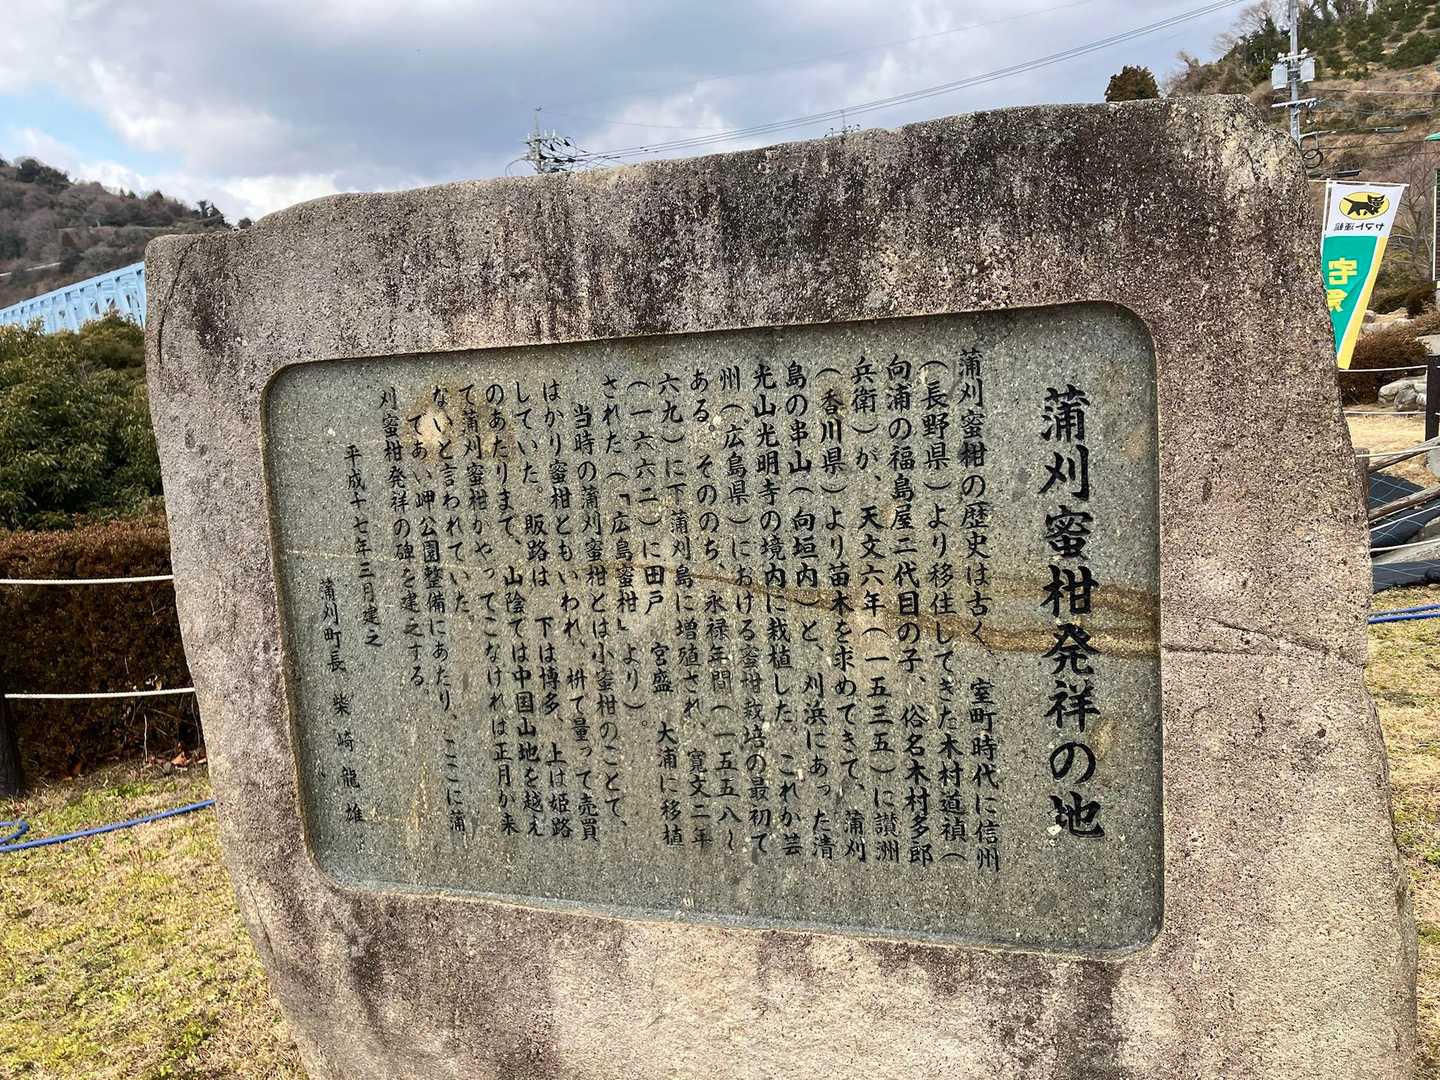 蒲刈蜜柑発祥の地
蒲刈蜜柑の歴史は古く、室町時代に信州
（長野県）より移住してきた木村道禎（
向浦の福島屋二代目の子、俗名木村多郎
兵衛）が、天文六年（一五三五）に讃洲
（香川県）より苗木を求めてきて、蒲刈
島の串山（向垣内）と、刈浜にあった清
光山光明寺の境内に栽植した。これが芸
州（広島県）における蜜柑栽培の最初で
ある。そののち、永禄年間（一五五八～
六九）に下蒲刈島に増殖され、寛文二年
（一六六二）に田戸　宮盛　大浦に移植
された（「広島蜜柑」より）。
当時の蒲刈蜜柑とは小蜜柑のことで、
はかり蜜柑ともいわれ、枡で量って売買
していた。販路は、下は博多、上は姫路
のあたりまで、山陰では中国山地を越え
て蒲刈蜜柑がやってこなければ正月が来
ないと言われていた。
であい岬公園整備にあたり、ここに蒲
刈蜜柑発祥の碑を建之する。
平成十七年三月建之
蒲刈町長　柴崎龍雄
ヤマト運輸
宅急